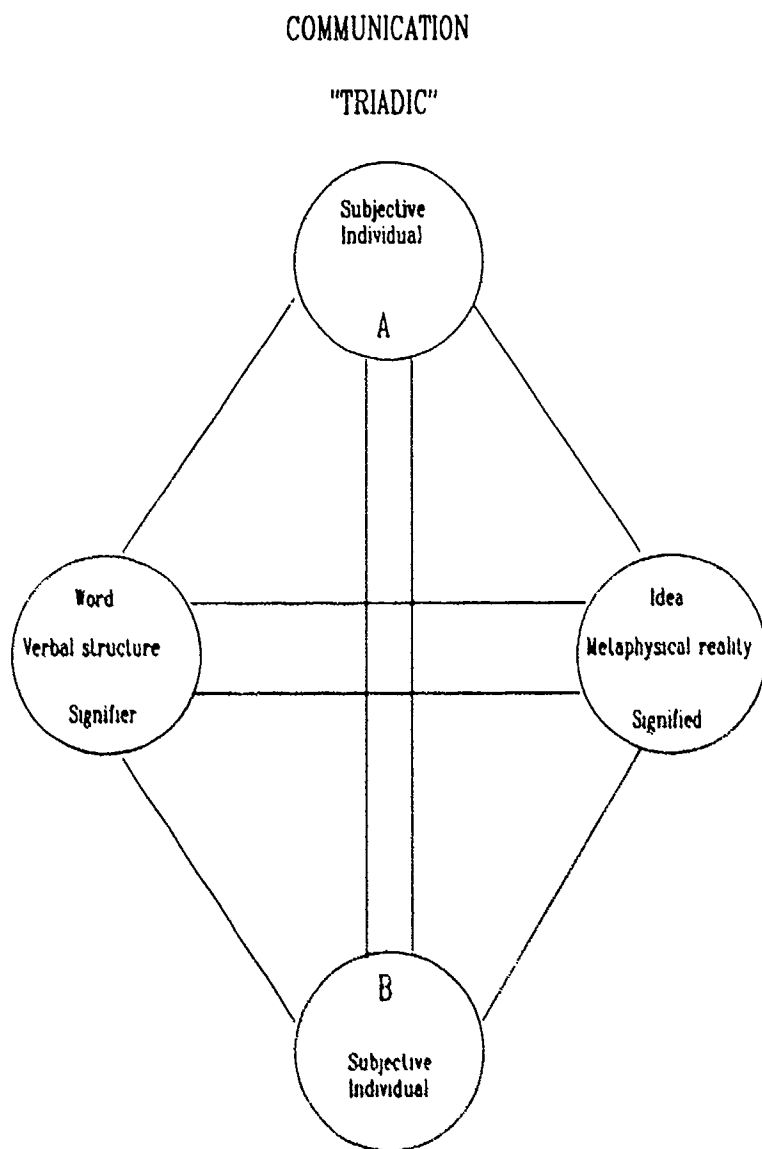 COMMUNICATION
"TRIADIC"
Subjective
Individual
A
Word
Verbal structure
Signifier
Idea
Metaphysical reality
Signified
B
Subjective
Individual